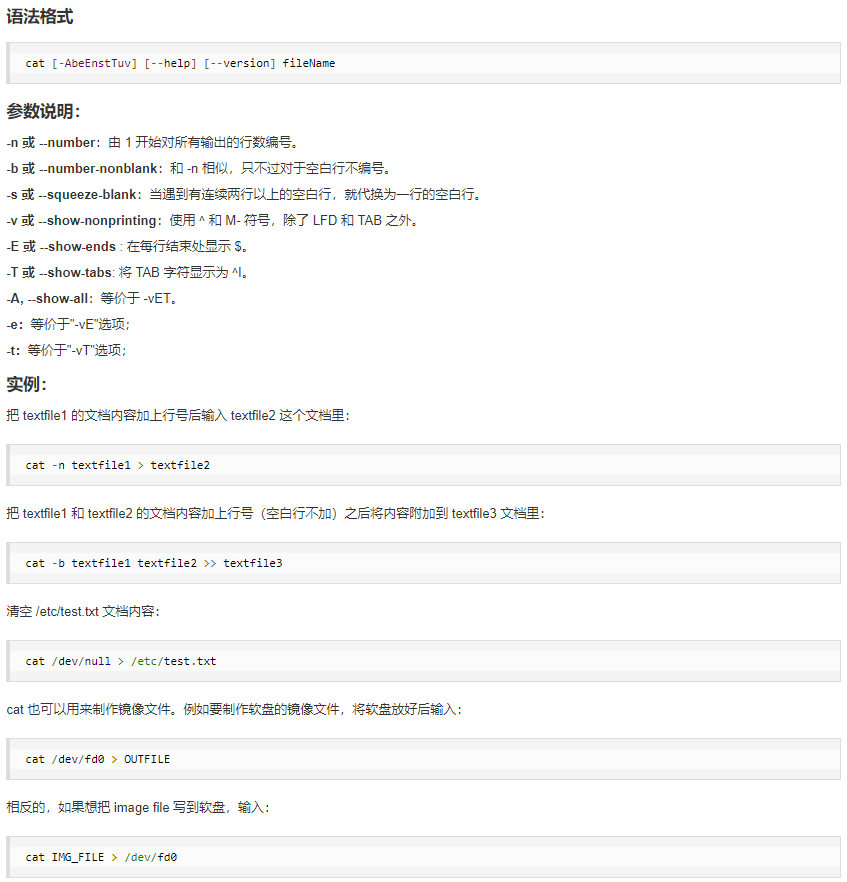 语法格式
cat [-AbeEnstTuv] [--help] [--version] fileName
参数说明：
-n 或 --number：由 1 开始对所有输出的行数编号。
-b 或 --number-nonblank：和 -n 相似，只不过对于空白行不编号。
-s 或 --squeeze-blank：当遇到有连续两行以上的空白行，就代换为一行的空白行。
-v 或 --show-nonprinting：使用 ^ 和 M- 符号，除了 LFD 和 TAB 之外。
-E 或 --show-ends : 在每行结束处显示 $。
-T 或 --show-tabs: 将 TAB 字符显示为 ^I。
-A, --show-all：等价于 -vET。
-e：等价于"-vE"选项；
-t：等价于"-vT"选项；
实例：
把 textfile1 的文档内容加上行号后输入 textfile2 这个文档里：
cat -n textfile1 > textfile2
把 textfile1 和 textfile2 的文档内容加上行号（空白行不加）之后将内容附加到 textfile3 文档里：
cat -b textfile1 textfile2 >> textfile3
清空 /etc/test.txt 文档内容：
cat /dev/null > /etc/test.txt
cat 也可以用来制作镜像文件。例如要制作软盘的镜像文件，将软盘放好后输入：
cat /dev/fd0 > OUTFILE
相反的，如果想把 image file 写到软盘，输入：
cat IMG_FILE > /dev/fd0